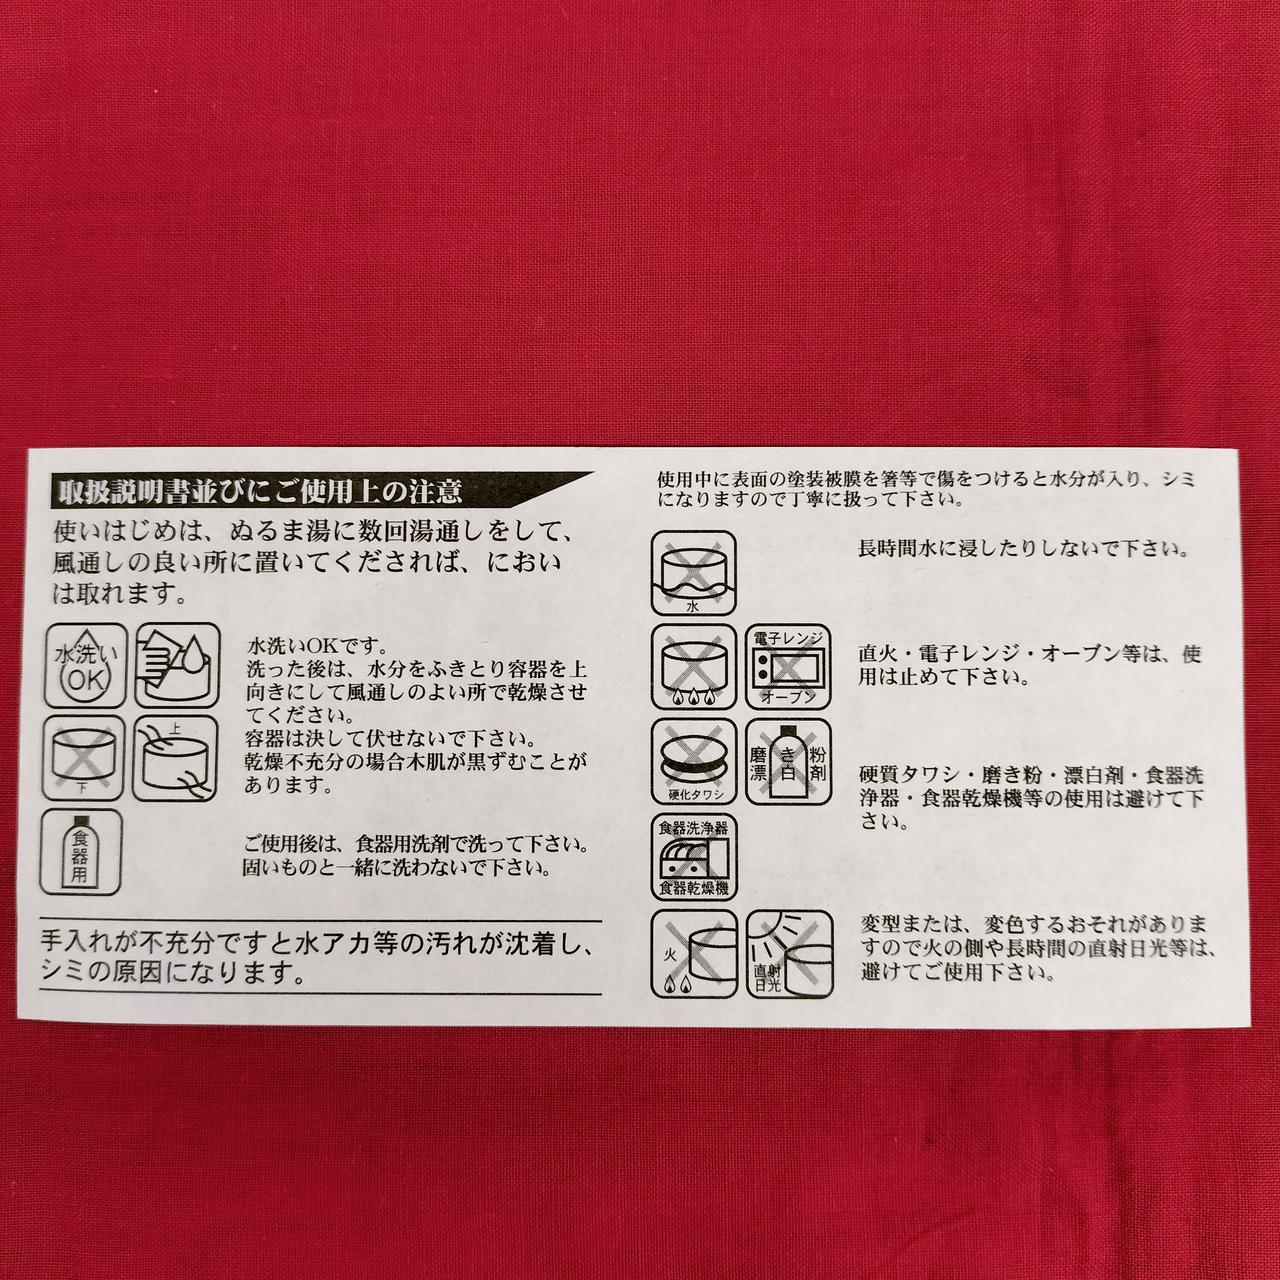 取扱説明書並びにご使用上の注意
使いはじめは、ぬるま湯に数回湯通しをして、
風通しの良い所に置いてくだされば、におい
は取れます。
水洗い
OK
水洗いOKです。
洗った後は、水分をふきとり容器を上
向きにして風通しのよい所で乾燥させ
てください。
容器は決して伏せないで下さい。
乾燥不充分の場合木肌が黒ずむことが
あります。
下
上
食器用
ご使用後は、食器用洗剤で洗って下さい。
固いものと一緒に洗わないで下さい。
手入れが不充分ですと水アカ等の汚れが沈着し、
シミの原因になります。
使用中に表面の塗装被膜を箸等で傷をつけると水分が入り、シミ
になりますので丁寧に扱って下さい。
水
長時間水に浸したりしないで下さい。
電子レンジ
オーブン
直火・電子レンジ・オーブン等は、使
用は止めて下さい。
硬化タワシ
磨き粉
漂白剤
硬質タワシ・磨き粉・漂白剤・食器洗
浄器・食器乾燥機等の使用は避けて下
さい。
食器洗浄器
食器乾燥機
火
直射
日光
変型または、変色するおそれがありま
すので火の側や長時間の直射日光等は、
避けてご使用下さい。